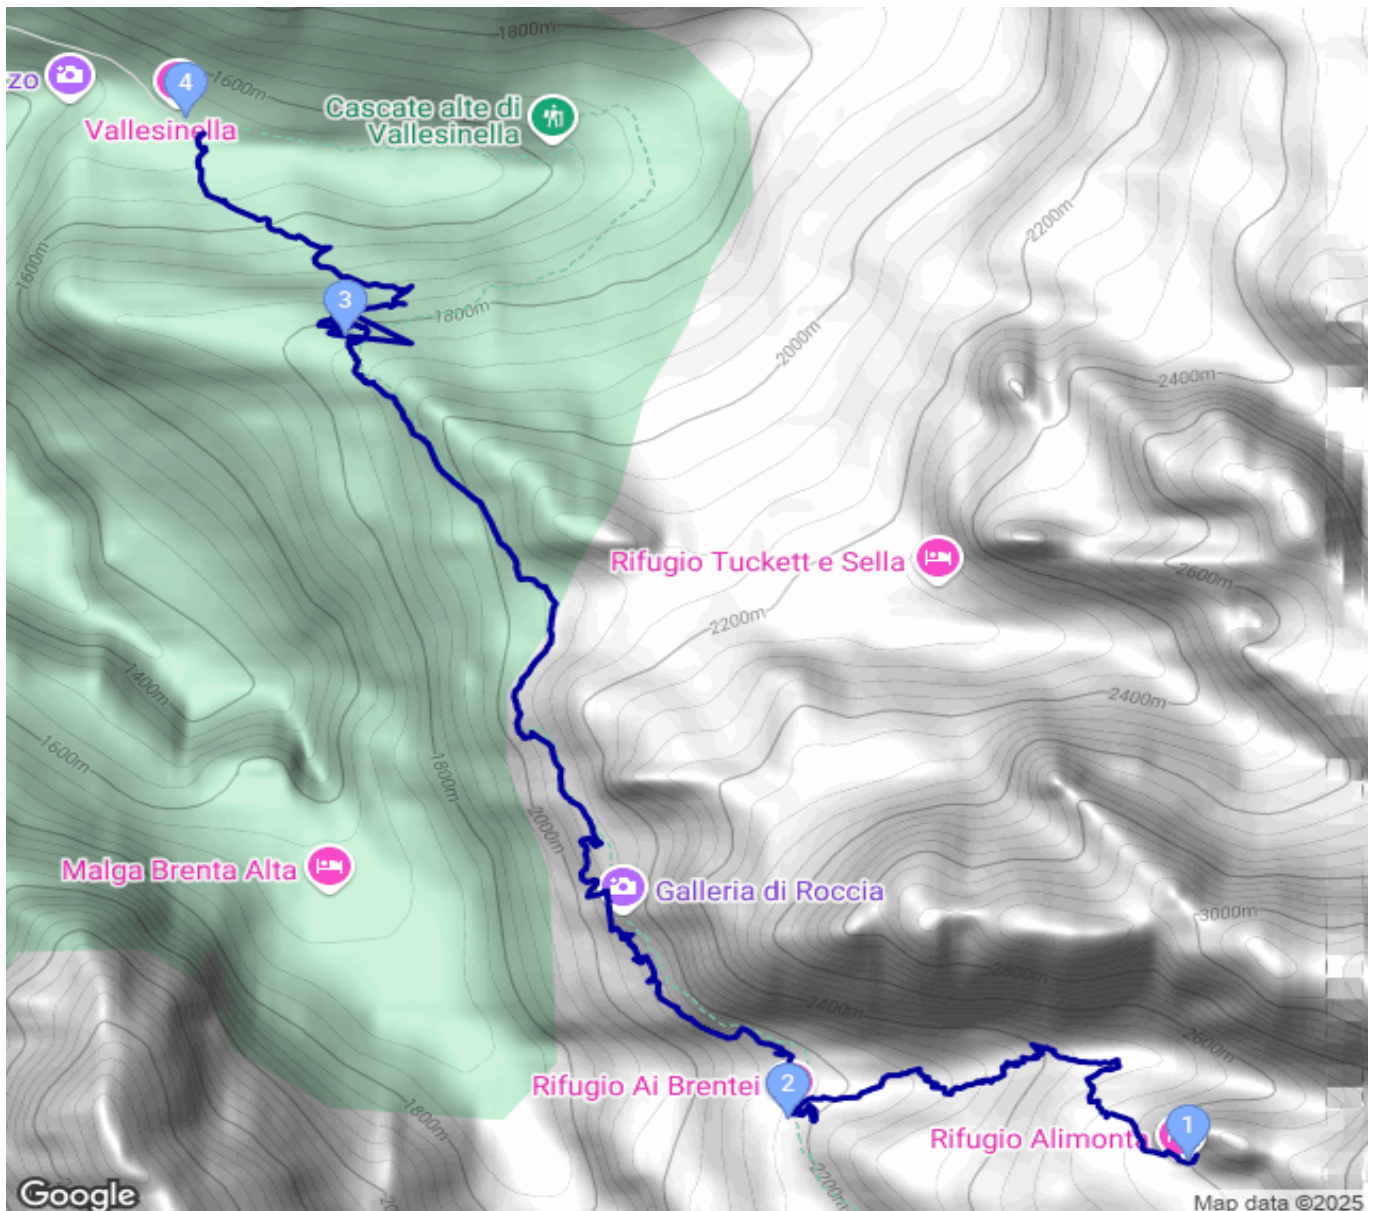 1800m
zo
4
1600m
Cascate alte di
Vallesinella
Vallesinella
2200m
1600m
3
1800m
2000m
2400m
Rifugio Tuckett e Sella
2600m
2200m
1400m
2400m
1600m
1800m
2000m
Malga Brenta Alta
Galleria di Roccia
3000m
2800m
2400m
2600m
Rifugio Ai Brentei
2
1800m
1
Rifugio Alimonta
2200m
Google
Map data ©2025